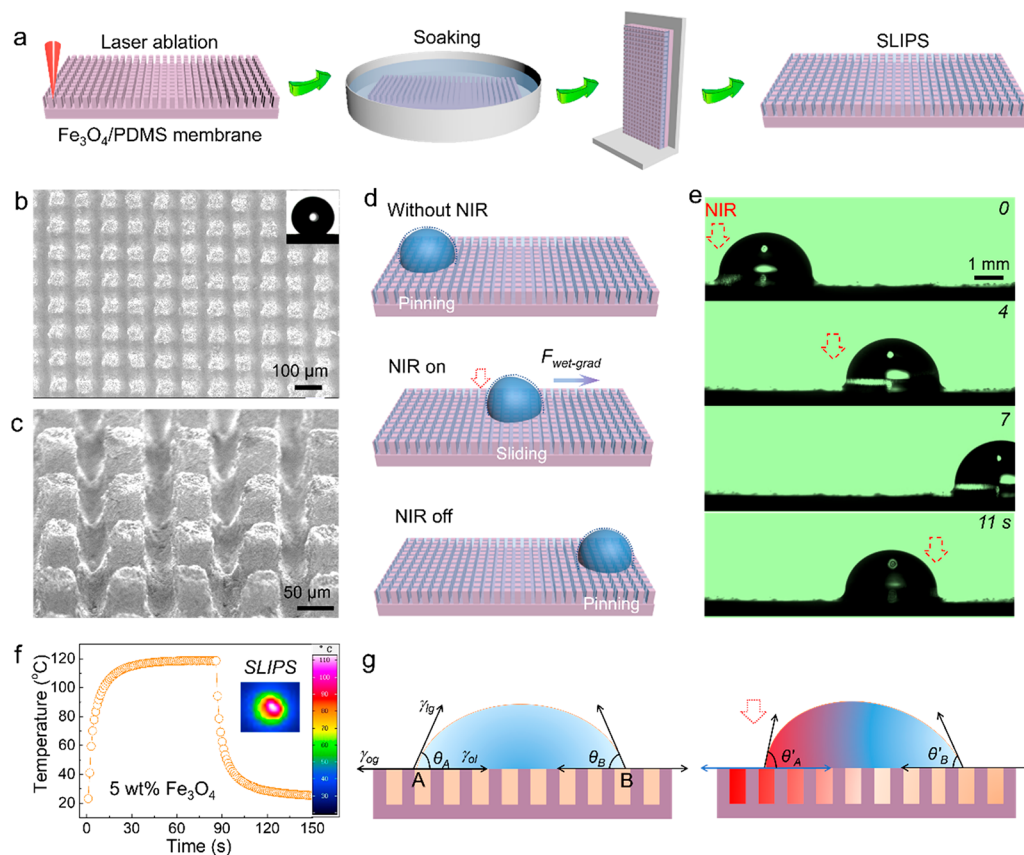 a
Laser ablation
Soaking
SLIPS
Fe₃O₄/PDMS membrane
b
100 µm
c
50 µm
d
Without NIR
Pinning
NIR on
F_wet-grad
Sliding
NIR off
Pinning
e
NIR
0
1 mm
4
7
11 s
f
Temperature (°C)
120
100
80
60
40
20
0 30 60 90 120 150
Time (s)
5 wt% Fe₃O₄
SLIPS
° C
110
100
90
80
70
60
50
40
30
g
γlg
γog
θA
γol
θB
A
B
θ'A
θ'B